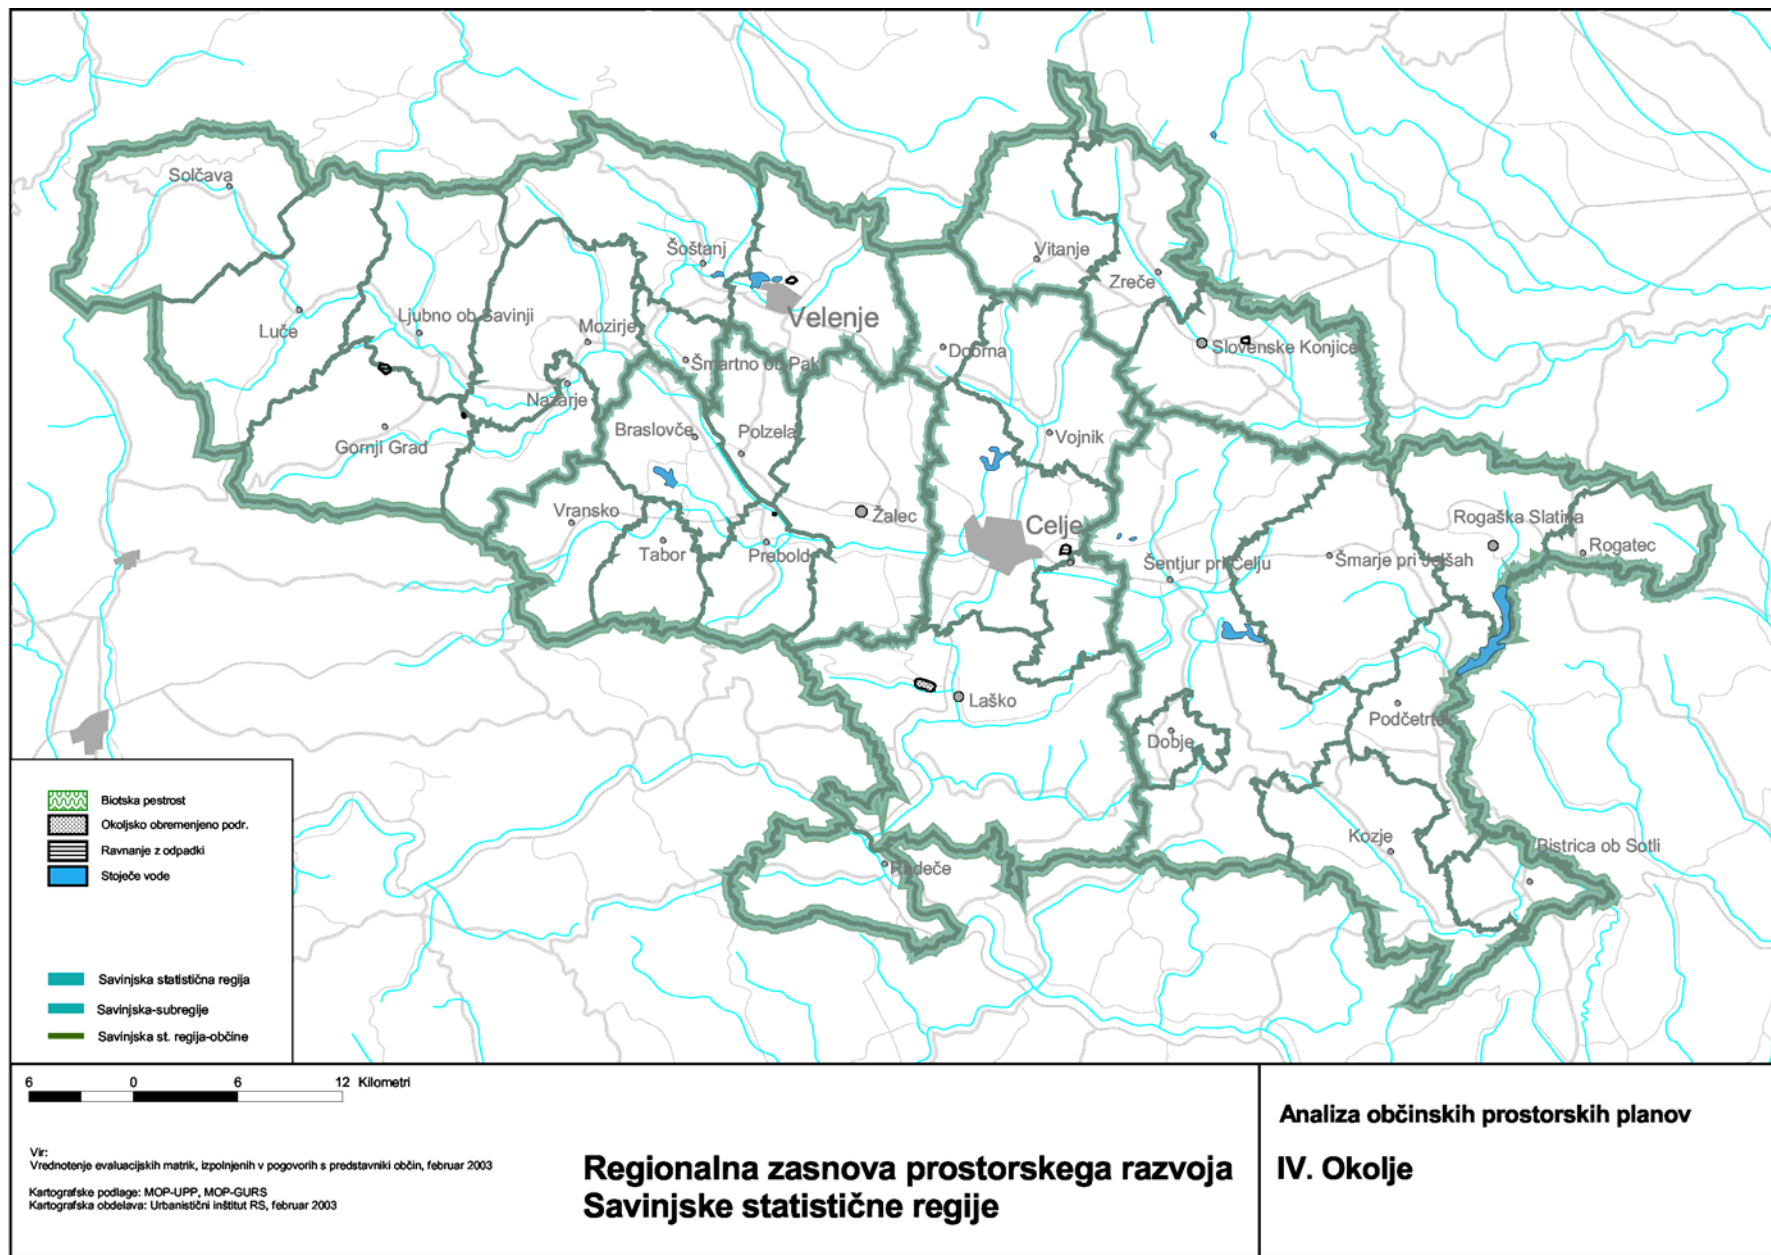 Solčava
Šoštanj
Vitanje
Zreče
Velenje
Ljubno ob Savinji
Luče
Mozirje
Dobrna
Slovenske Konjice
Šmartno ob Paki
Nazarje
Braslovče
Polzela
Vojnik
Gornji Grad
Vransko
Žalec
Celje
Rogaška Slatina
Rogatec
Tabor
Prebold
Šentjur pri Celju
Šmarje pri Jelšah
Laško
Podčetrtek
Dobje
Kozje
Bistrica ob Sotli
Radeče
Biotska pestrost
Okoljsko obremenjeno podr.
Ravnanje z odpadki
Stoječe vode
Savinjska statistična regija
Savinjska-subregije
Savinjska st. regija-občine
6 0 6 12 Kilometri
Vir:
Vrednotenje evaluacijskih matrik, izpolnjenih v pogovorih s predstavniki občin, februar 2003
Kartografske podlage: MOP-UPP, MOP-GURS
Kartografska obdelava: Urbanistični inštitut RS, februar 2003
Regionalna zasnova prostorskega razvoja
Savinjske statistične regije
Analiza občinskih prostorskih planov
IV. Okolje